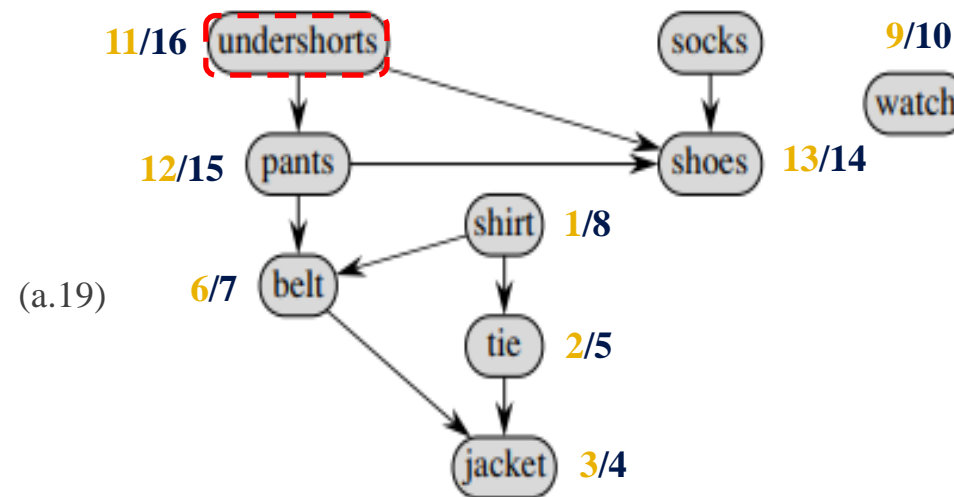 11/16 undershorts socks 9/10
watch
12/15 pants shoes 13/14
shirt 1/8
(a.19) 6/7 belt
tie 2/5
jacket 3/4